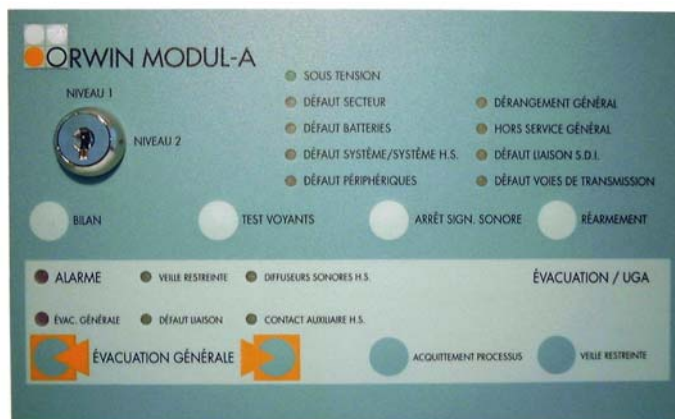 ORWIN MODUL-A
NIVEAU 1
NIVEAU 2
SOUS TENSION
DÉFAUT SECTEUR
DÉFAUT BATTERIES
DÉFAUT SYSTÈME/SYSTÈME H.S.
DÉFAUT PÉRIPHÉRIQUES
DÉRANGEMENT GÉNÉRAL
HORS SERVICE GÉNÉRAL
DÉFAUT LIAISON S.D.I.
DÉFAUT VOIES DE TRANSMISSION
BILAN
TEST VOYANTS
ARRÊT SIGN. SONORE
RÉARMEMENT
ALARME
VEILLE RESTREINTE
DIFFUSEURS SONORES H.S.
ÉVACUATION / UGA
ÉVAC. GÉNÉRALE
DÉFAUT LIAISON
CONTACT AUXILIAIRE H.S.
ÉVACUATION GÉNÉRALE
ACQUITTEMENT PROCESSUS
VEILLE RESTREINTE